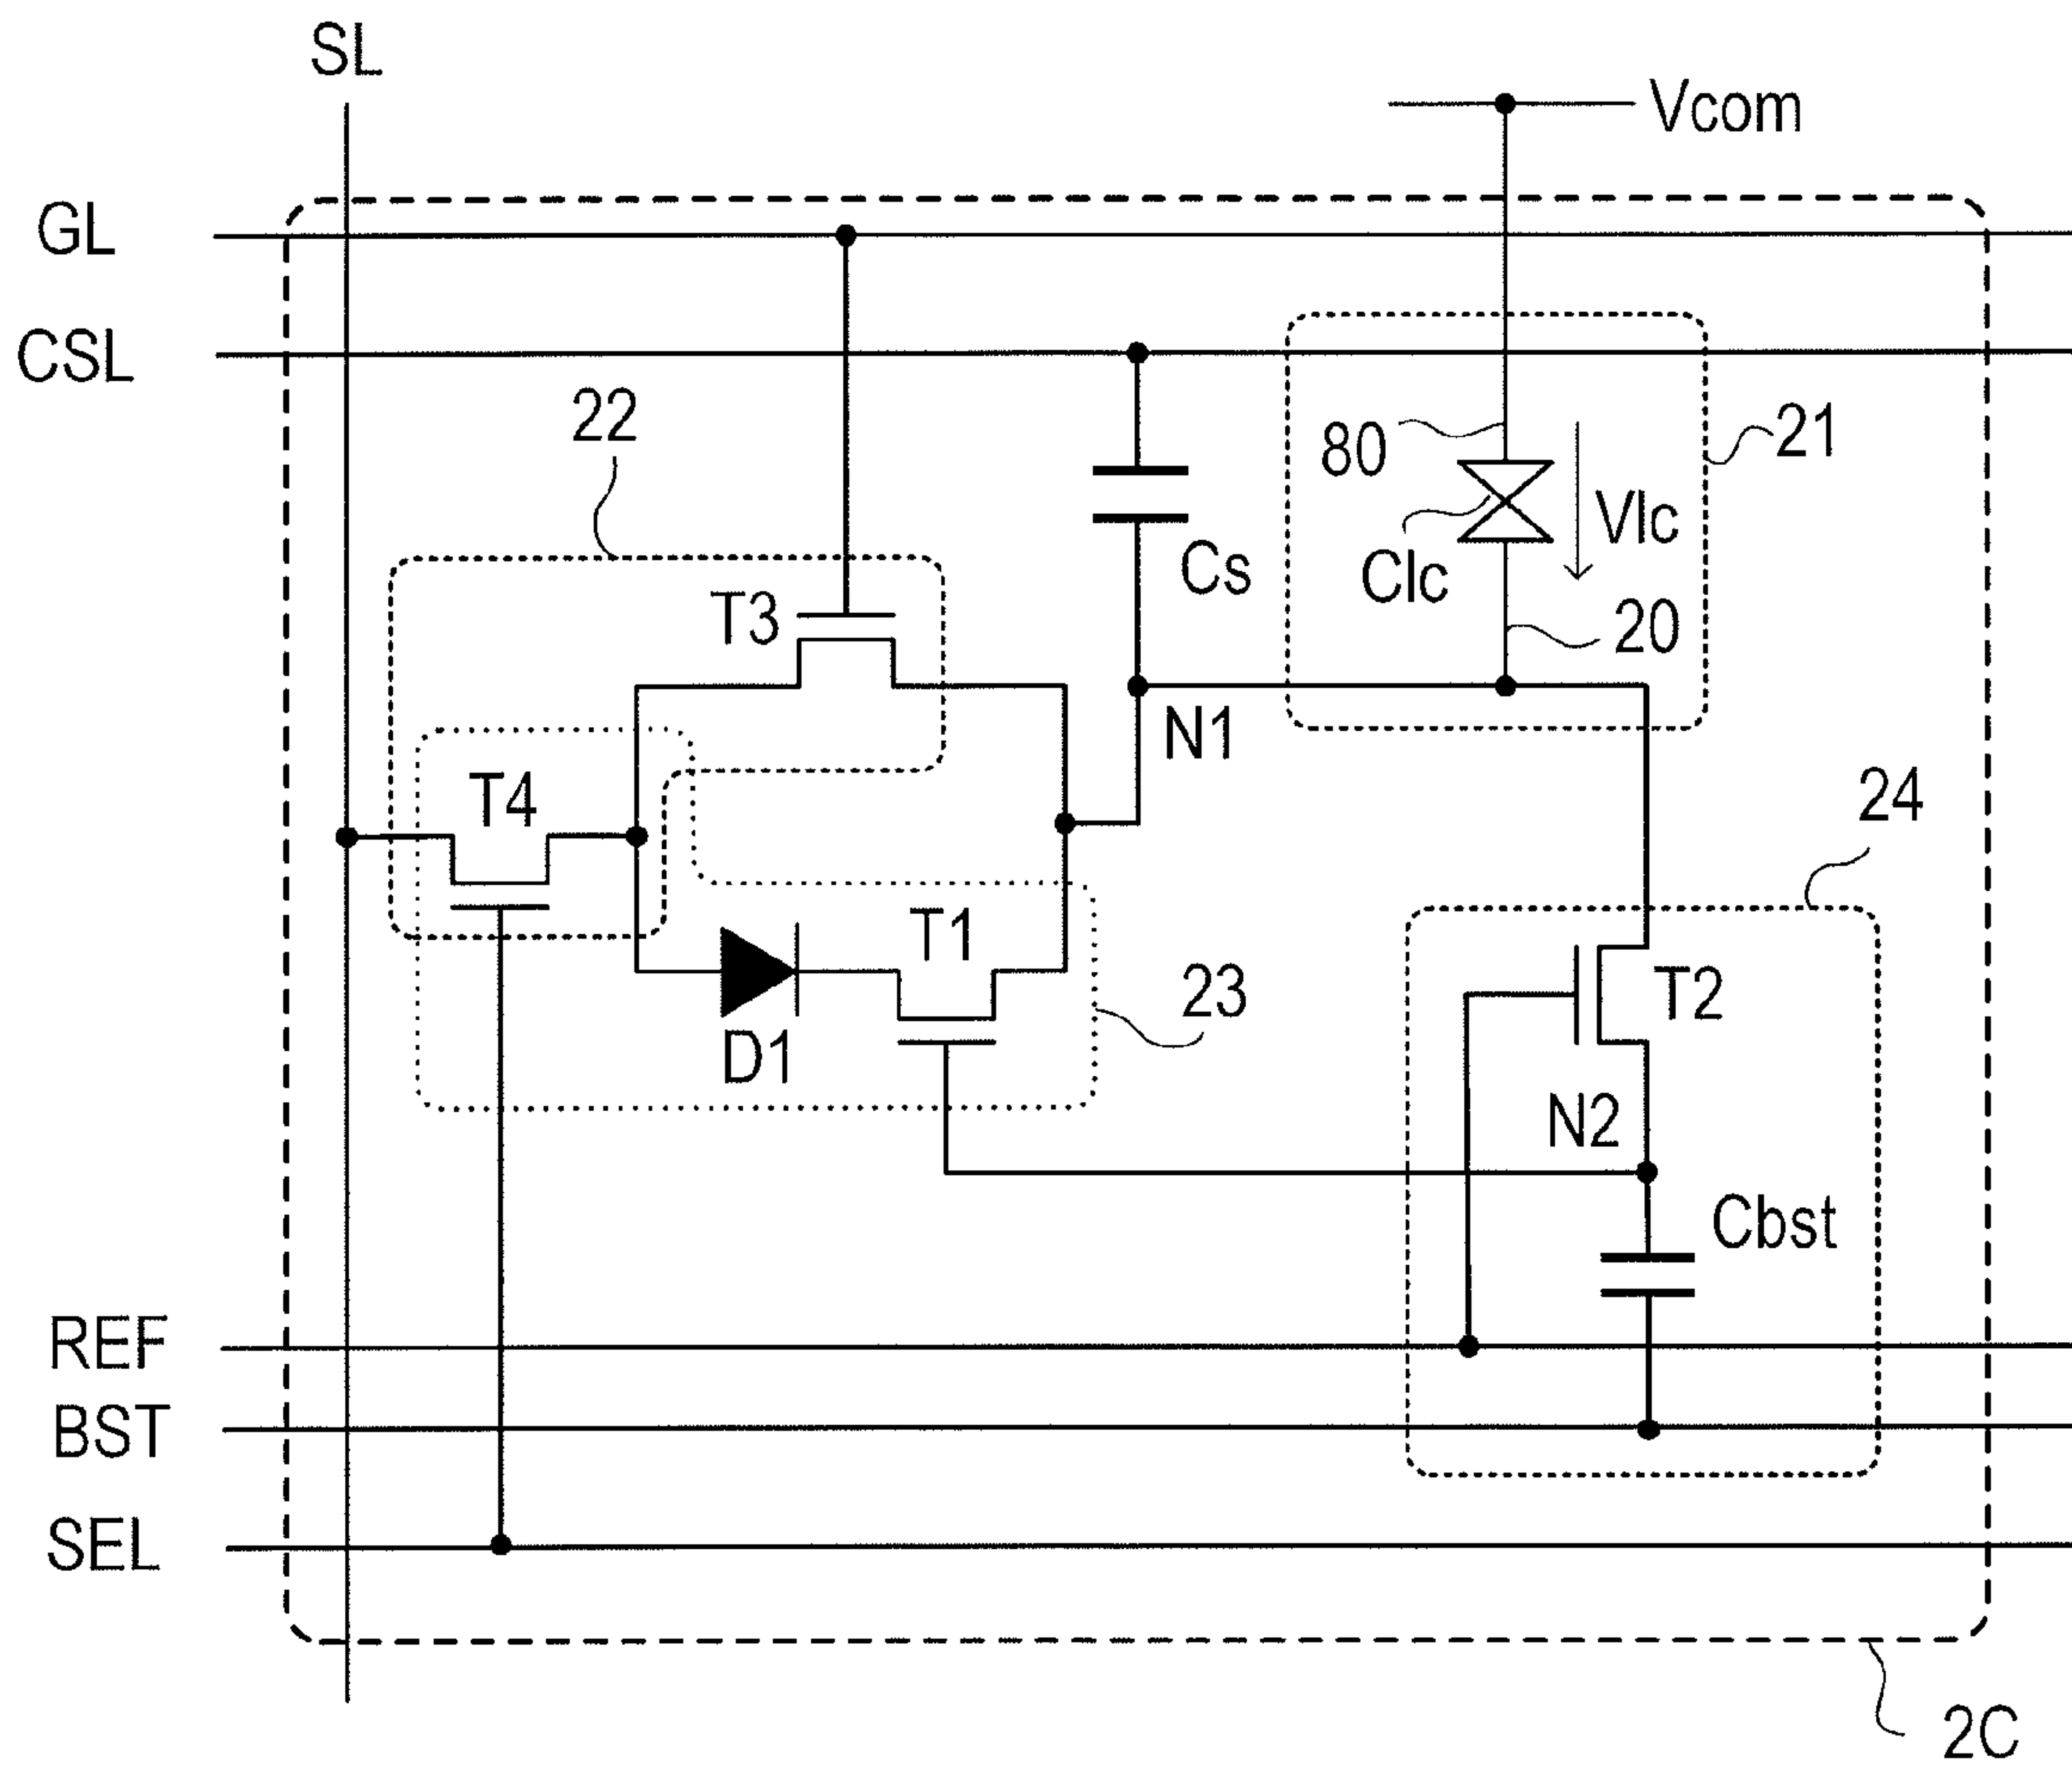 SL
Vcom
GL
CSL
22
80
21
Vlc
Clc
Cs
20
T3
N1
T4
24
T1
23
T2
D1
N2
Cbst
REF
BST
SEL
2C